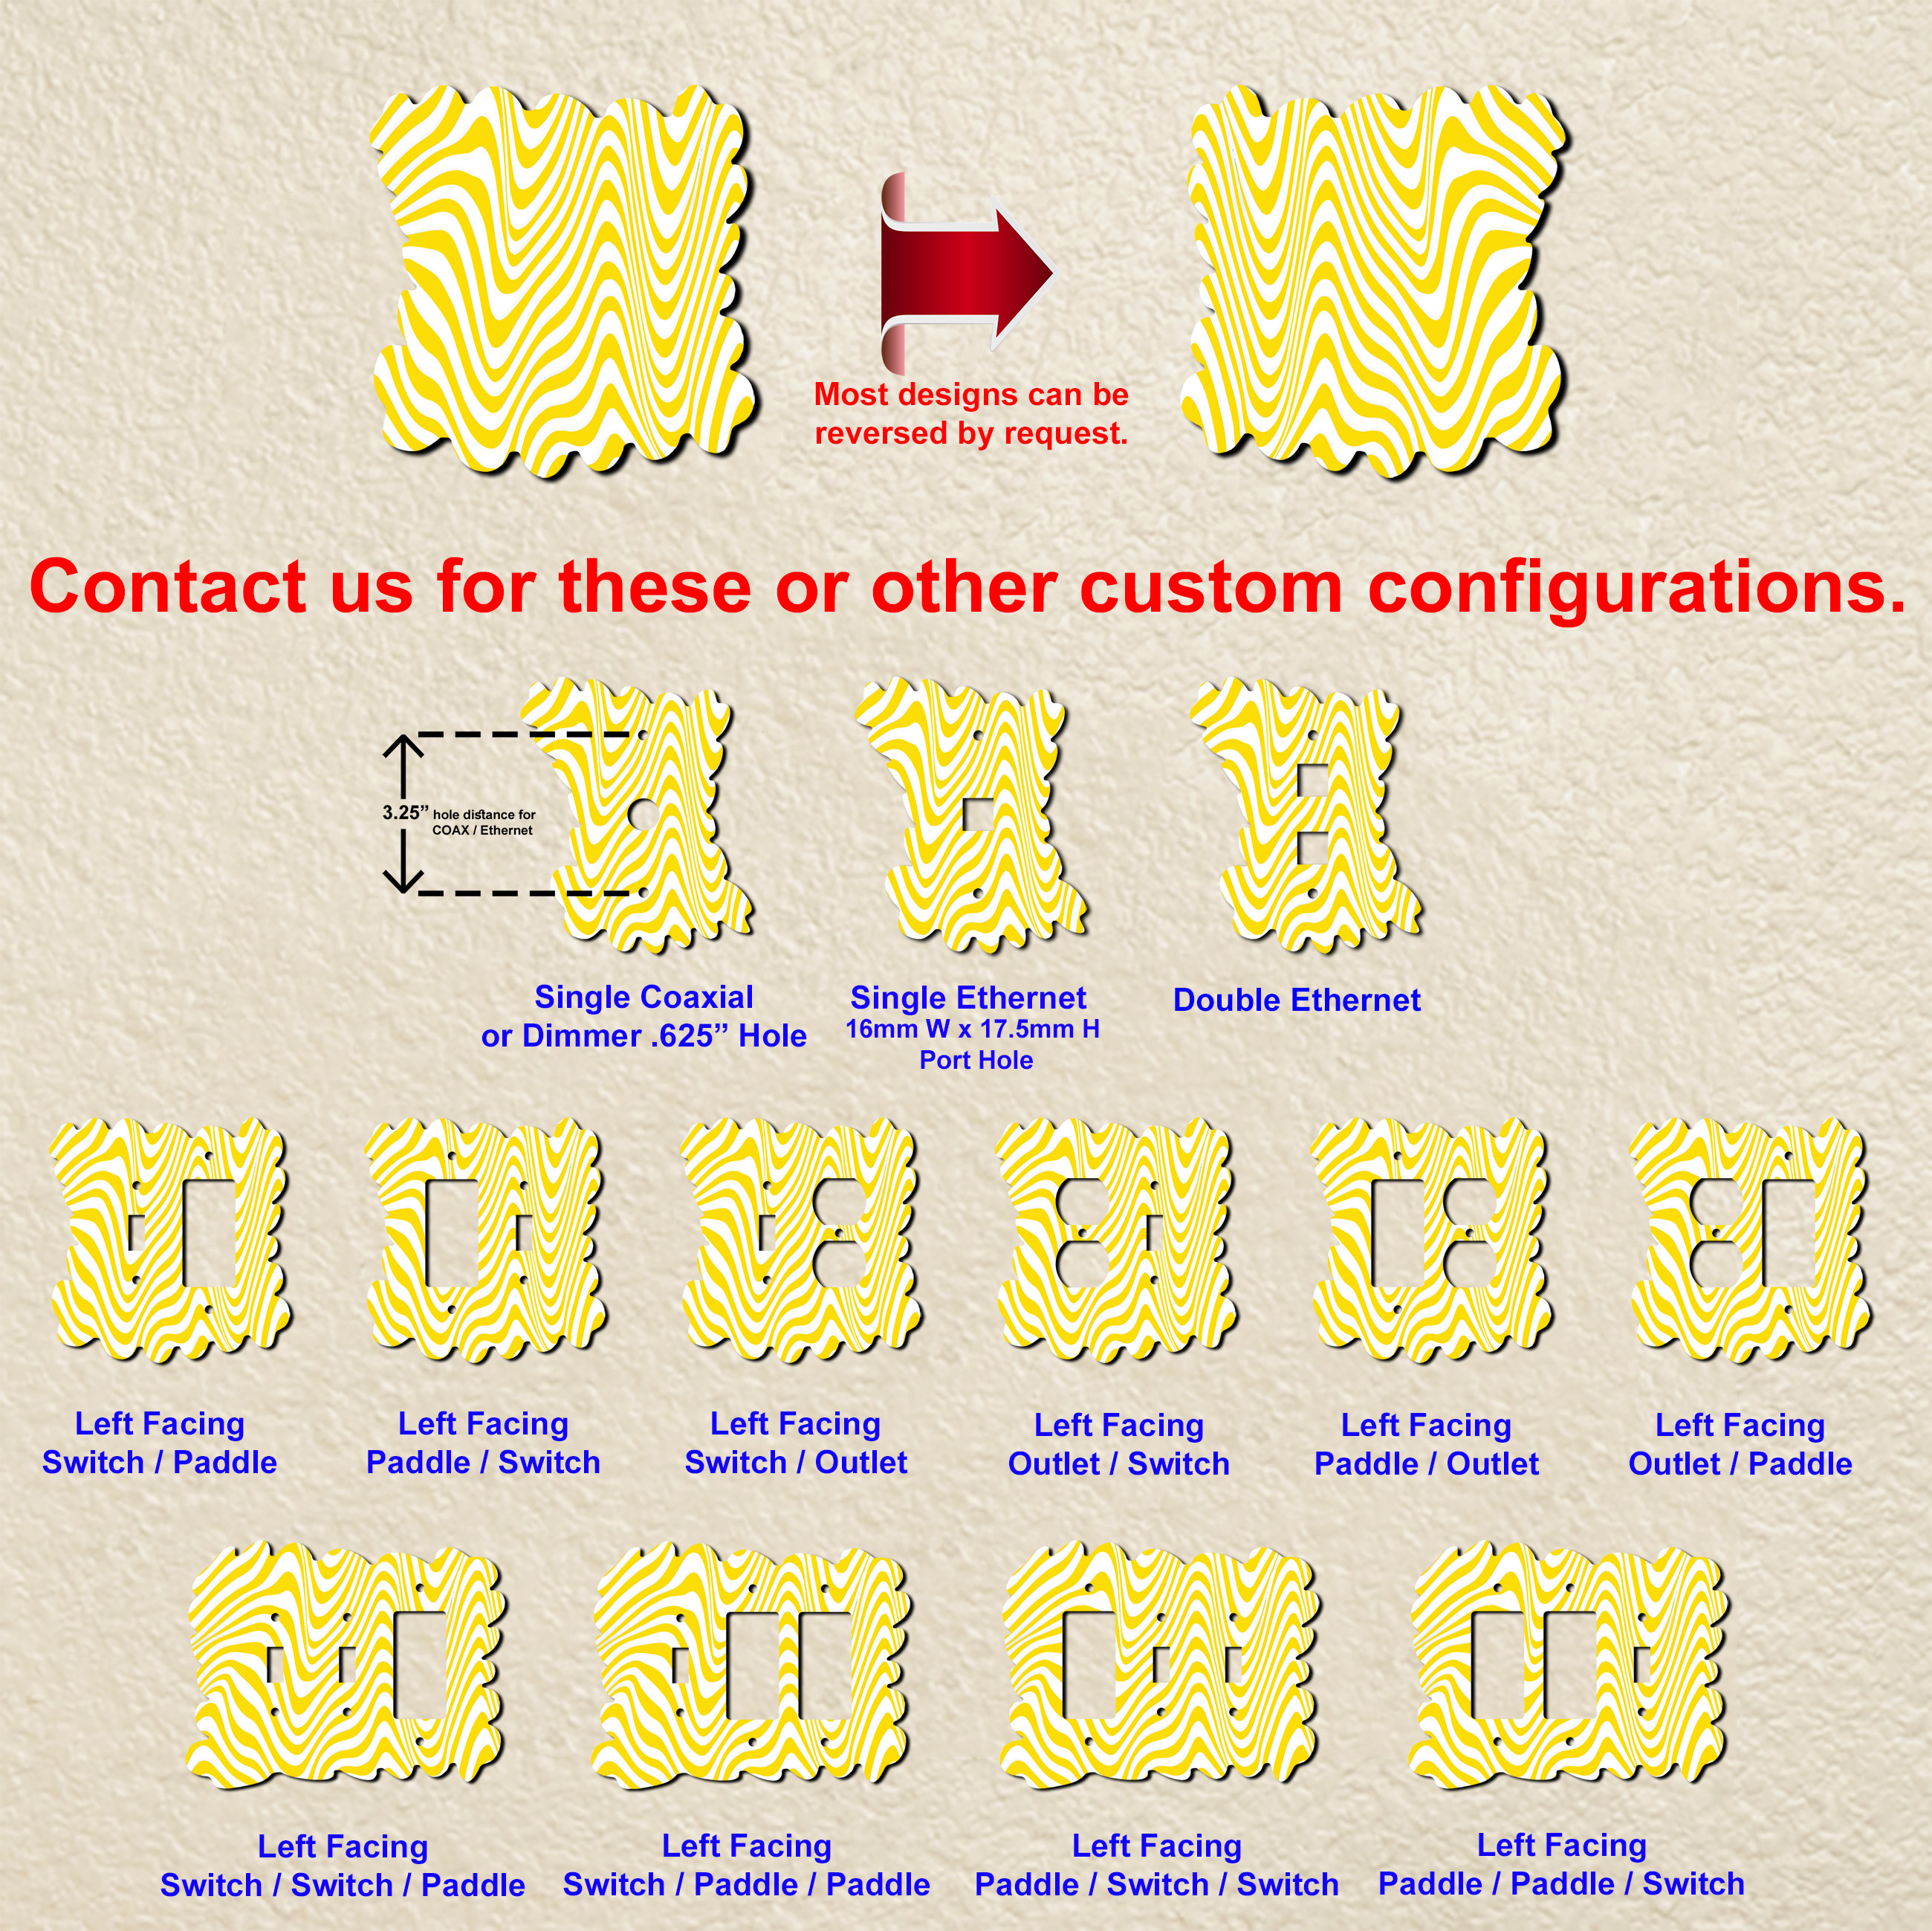 Most designs can be
reversed by request.
Contact us for these or other custom configurations.
3.25” hole distance for
COAX / Ethernet
Single Coaxial
or Dimmer .625” Hole
Single Ethernet
16mm W x 17.5mm H
Port Hole
Double Ethernet
Left Facing
Switch / Paddle
Left Facing
Paddle / Switch
Left Facing
Switch / Outlet
Left Facing
Outlet / Switch
Left Facing
Paddle / Outlet
Left Facing
Outlet / Paddle
Left Facing
Switch / Switch / Paddle
Left Facing
Switch / Paddle / Paddle
Left Facing
Paddle / Switch / Switch
Left Facing
Paddle / Paddle / Switch